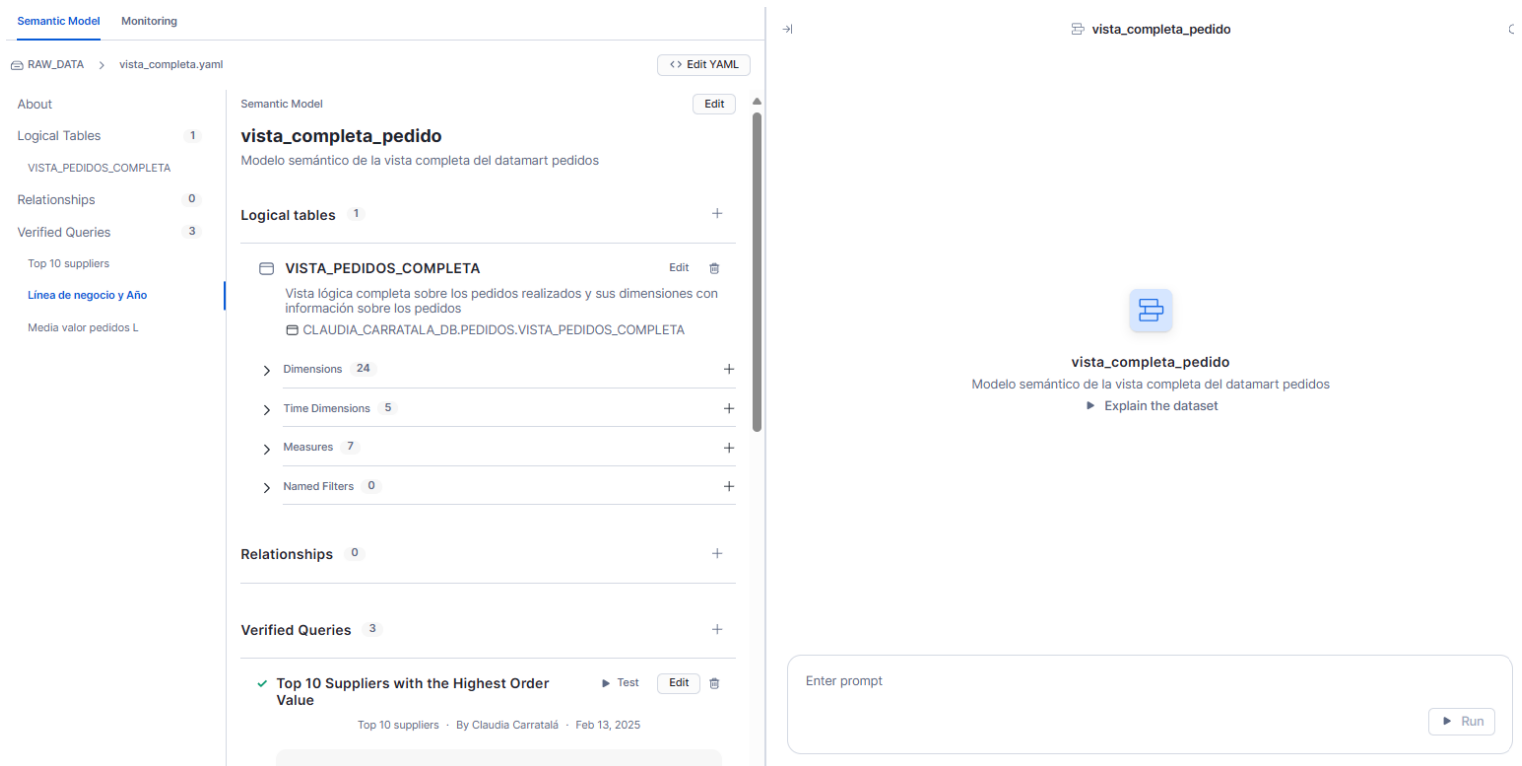 Semantic Model Monitoring
RAW_DATA > vista_completa.yaml
<> Edit YAML
About
Logical Tables 1
VISTA_PEDIDOS_COMPLETA
Relationships 0
Verified Queries 3
Top 10 suppliers
Línea de negocio y Año
Media valor pedidos L
Semantic Model
Edit
vista_completa_pedido
Modelo semántico de la vista completa del datamart pedidos
Logical tables 1
VISTA_PEDIDOS_COMPLETA
Edit
Vista lógica completa sobre los pedidos realizados y sus dimensiones con
información sobre los pedidos
CLAUDIA_CARRATALA_DB.PEDIDOS.VISTA_PEDIDOS_COMPLETA
Dimensions 24
Time Dimensions 5
Measures 7
Named Filters 0
Relationships 0
Verified Queries 3
Top 10 Suppliers with the Highest Order
Value
Test
Edit
Top 10 suppliers · By Claudia Carratalá · Feb 13, 2025
vista_completa_pedido
vista_completa_pedido
Modelo semántico de la vista completa del datamart pedidos
Explain the dataset
Enter prompt
Run